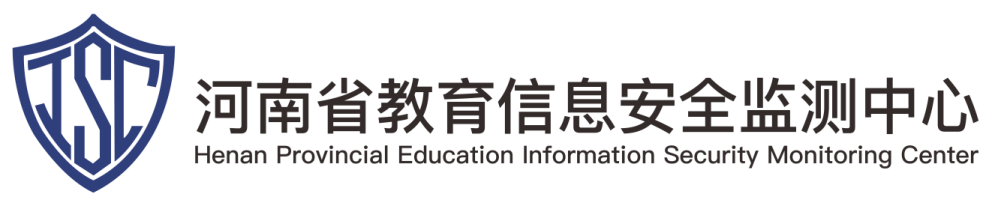 ISC
河南省教育信息安全监测中心
Henan Provincial Education Information Security Monitoring Center